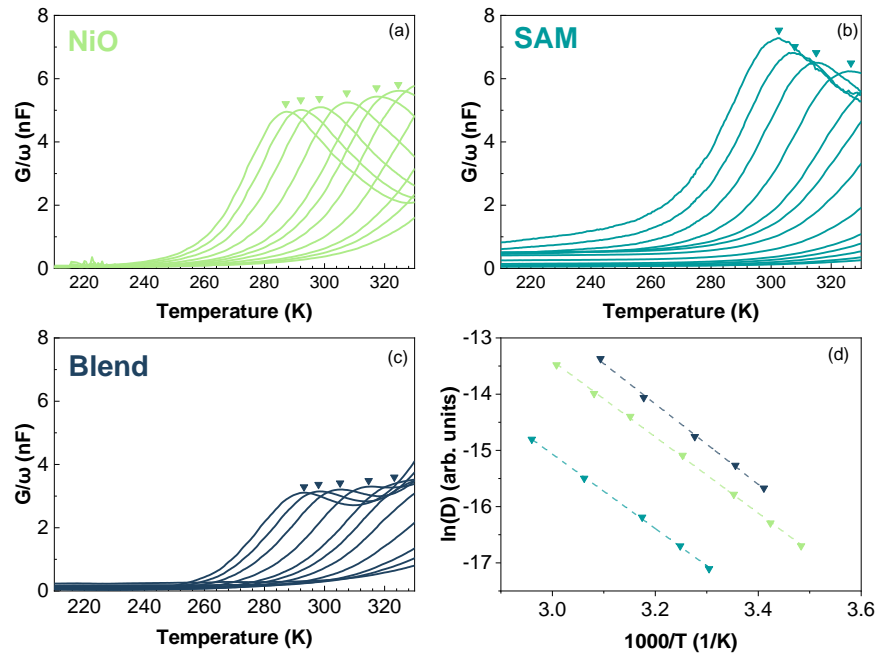 NiO
(a)
8
6
4
2
0
G/ω (nF)
220 240 260 280 300 320
Temperature (K)
SAM
(b)
8
6
4
2
0
G/ω (nF)
220 240 260 280 300 320
Temperature (K)
Blend
(c)
8
6
4
2
0
G/ω (nF)
220 240 260 280 300 320
Temperature (K)
(d)
-13
-14
-15
-16
-17
ln(D) (arb. units)
3.0 3.2 3.4 3.6
1000/T (1/K)